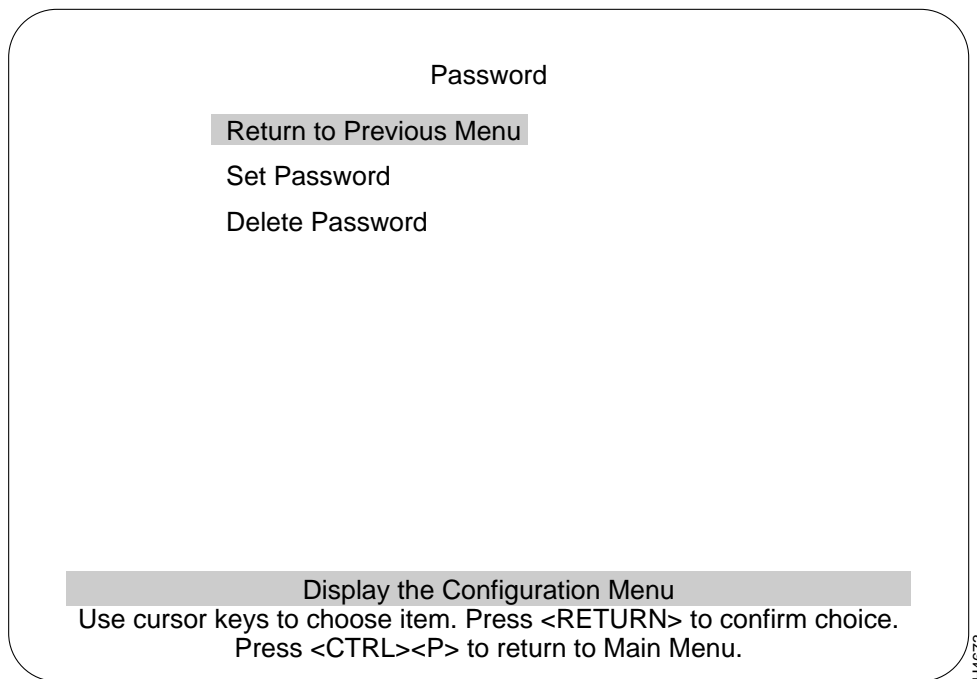 Password
Return to Previous Menu
Set Password
Delete Password
Display the Configuration Menu
Use cursor keys to choose item. Press <RETURN> to confirm choice.
Press <CTRL><P> to return to Main Menu.